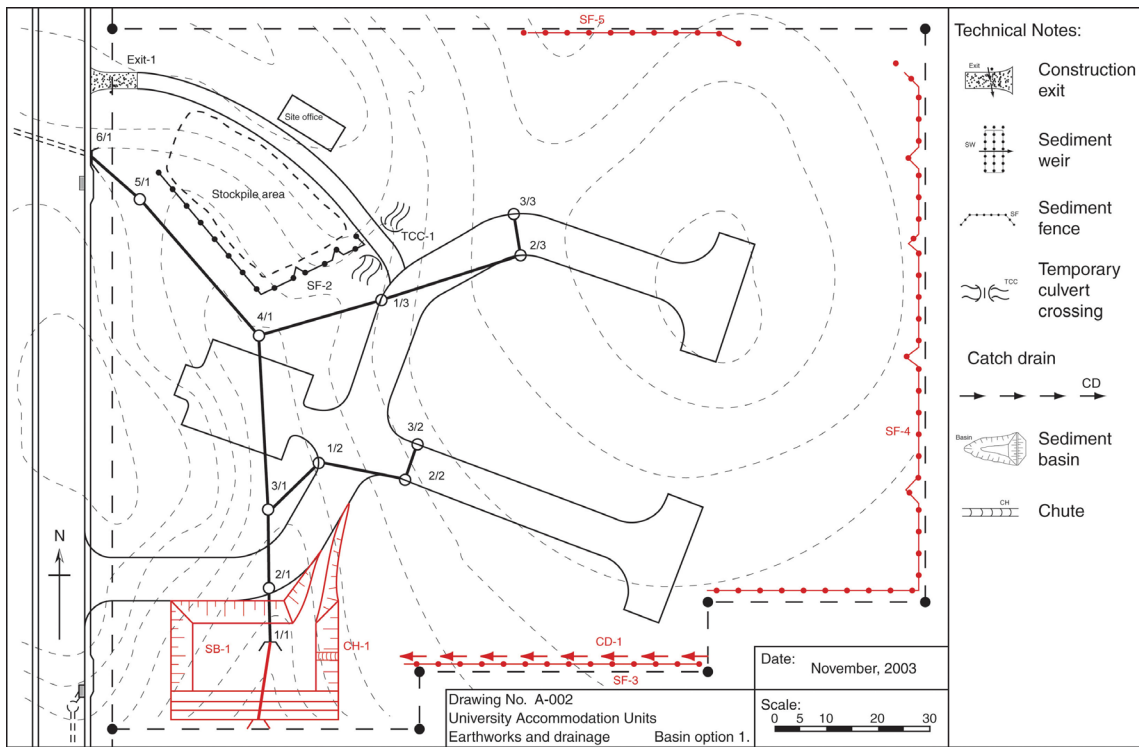 SF-5
Exit-1
6/1
Site office
5/1
Stockpile area
3/3
TCC-1
2/3
SF-2
1/3
4/1
3/2
SF-4
1/2
2/2
3/1
N
2/1
1/1
SB-1
CH-1
CD-1
SF-3
Drawing No. A-002
University Accommodation Units
Earthworks and drainage Basin option 1.
Date:
November, 2003
Scale:
0 5 10 15 20 30
Technical Notes:
Exit
Construction
exit
SW
Sediment
weir
SF
Sediment
fence
TCC
Temporary
culvert
crossing
Catch drain
CD
Basin
Sediment
basin
CH
Chute